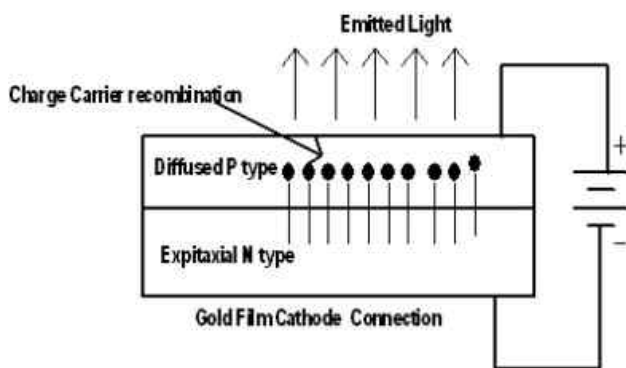 Emitted Light
Charge Carrier recombination
+
Diffused P type
Expitaxial N type
−
Gold Film Cathode Connection